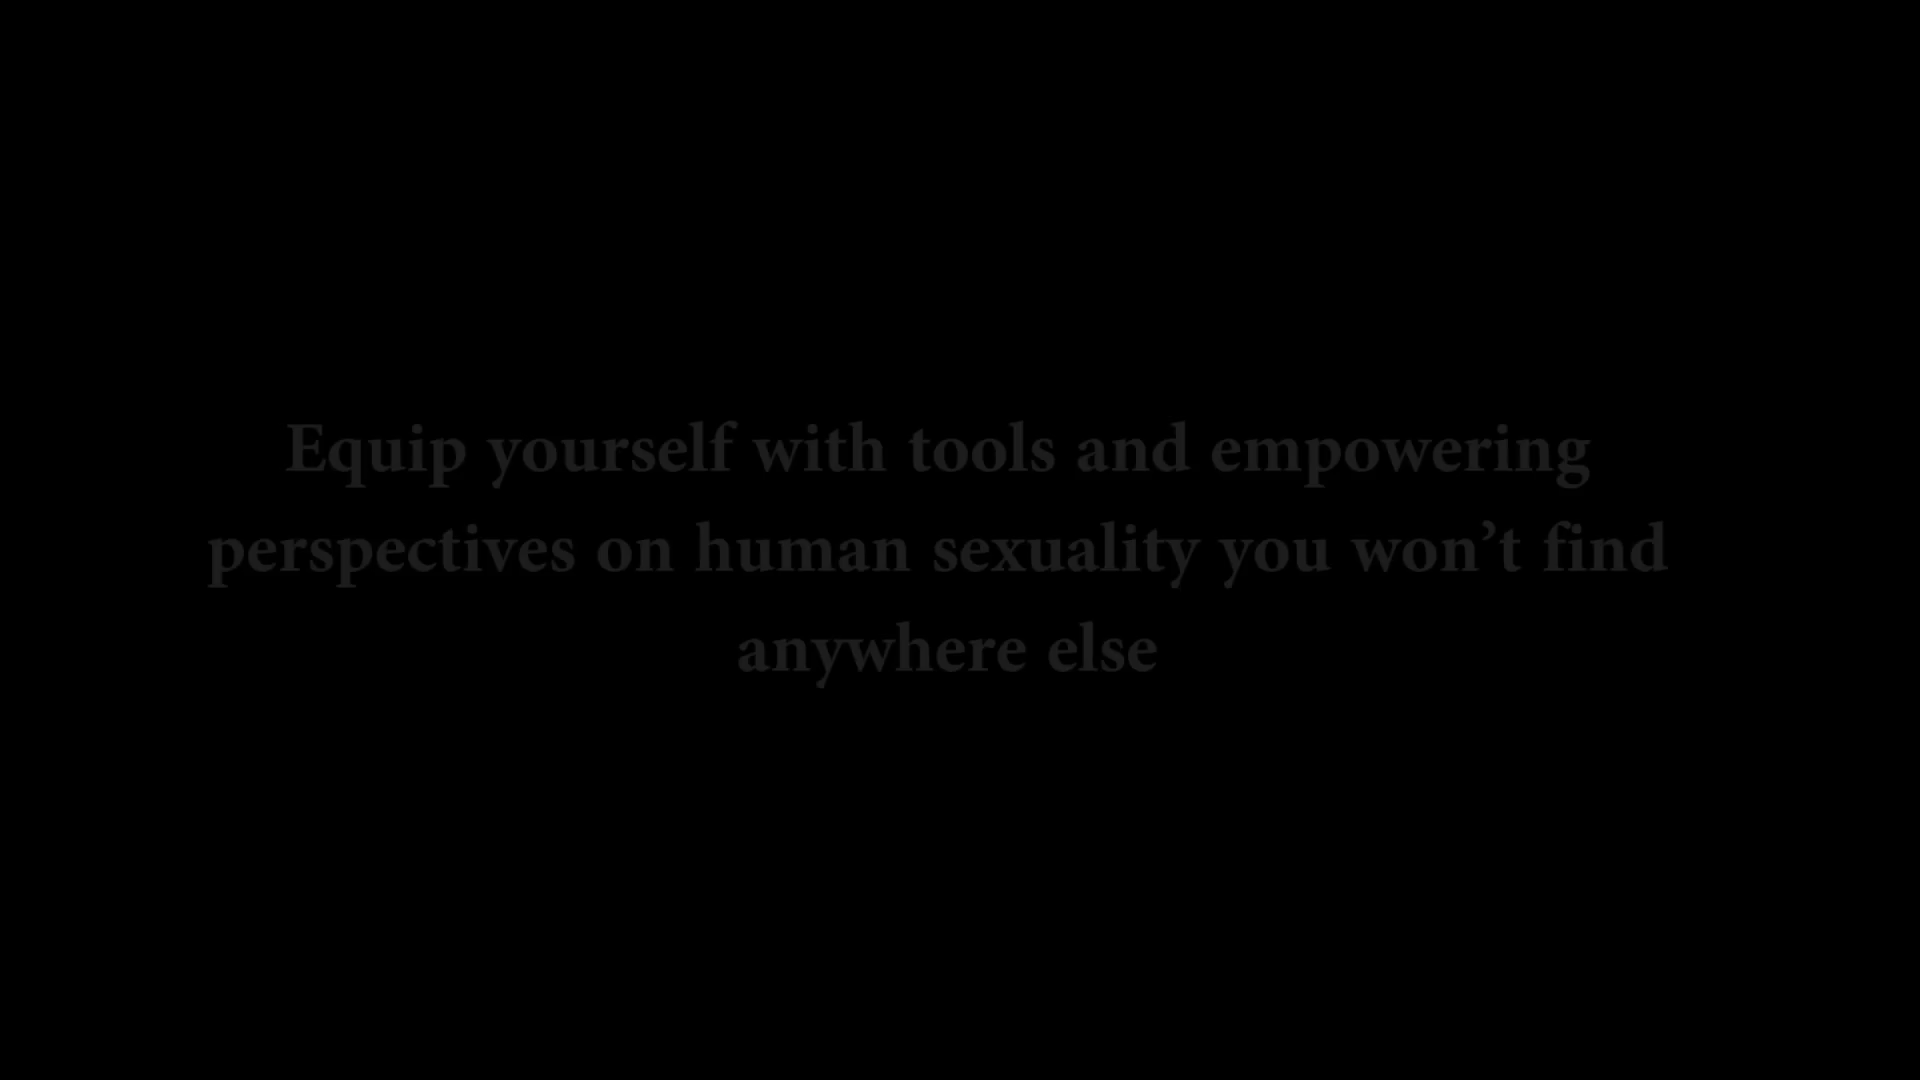 Equip yourself with tools and empowering
perspectives on human sexuality you won’t find
anywhere else